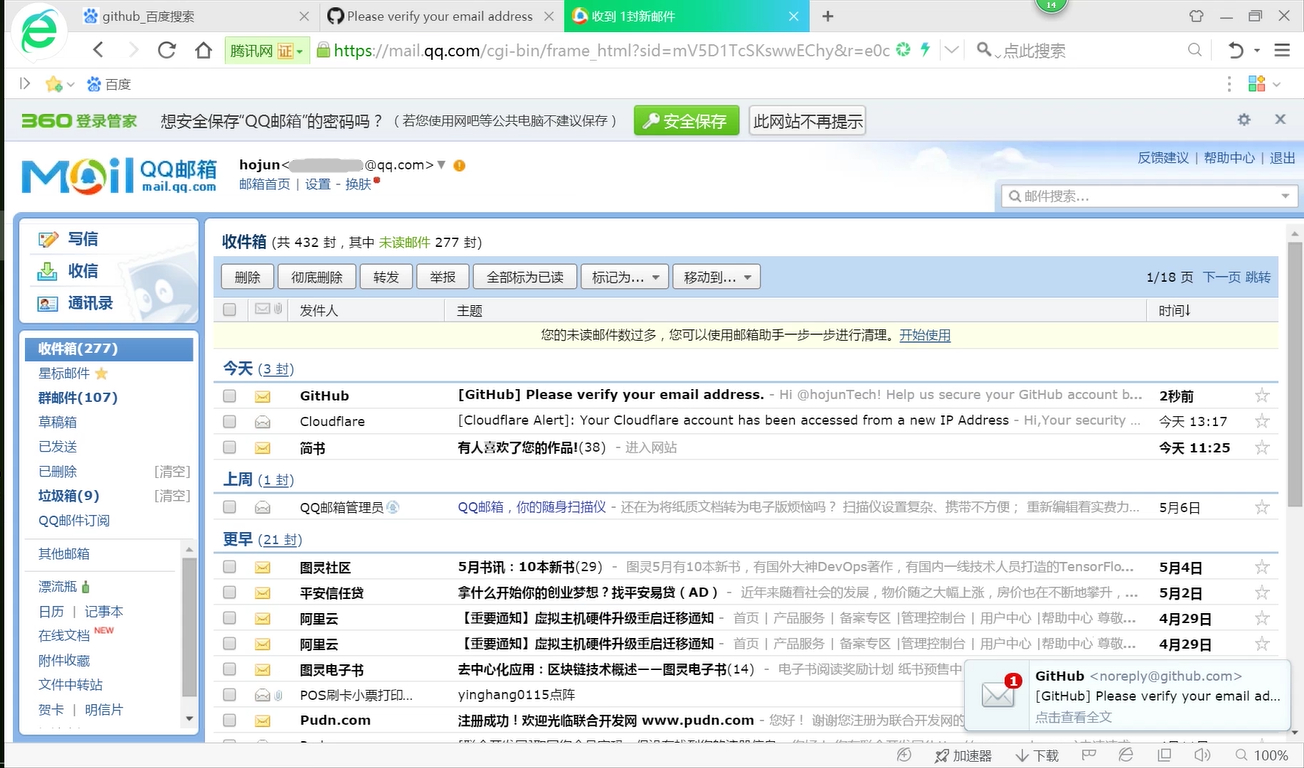 github_百度搜索
Please verify your email address
收到 1封新邮件
14
腾讯网 证
https://mail.qq.com/cgi-bin/frame_html?sid=mV5D1TcSKswwEChy&r=e0c
点此搜索
百度
360登录管家
想安全保存“QQ邮箱”的密码吗？（若您使用网吧等公共电脑不建议保存）
安全保存
此网站不再提示
Mail QQ邮箱
mail.qq.com
hojun<
@qq.com>
邮箱首页 | 设置 - 换肤
反馈建议 | 帮助中心 | 退出
邮件搜索...
写信
收信
通讯录
收件箱(277)
星标邮件
群邮件(107)
草稿箱
已发送
已删除 [清空]
垃圾箱(9) [清空]
QQ邮件订阅
其他邮箱
漂流瓶
日历 | 记事本
在线文档 NEW
附件收藏
文件中转站
贺卡 | 明信片
收件箱 (共 432 封，其中 未读邮件 277 封)
删除 彻底删除 转发 举报 全部标为已读 标记为... 移动到...
1/18 页 下一页 跳转
发件人 主题 时间↓
您的未读邮件数过多，您可以使用邮箱助手一步一步进行清理。开始使用
今天 (3 封)
GitHub [GitHub] Please verify your email address. - Hi @hojunTech! Help us secure your GitHub account b... 2秒前
Cloudflare [Cloudflare Alert]: Your Cloudflare account has been accessed from a new IP Address - Hi,Your security ... 今天 13:17
简书 有人喜欢了您的作品!(38) - 进入网站 今天 11:25
上周 (1 封)
QQ邮箱管理员 QQ邮箱，你的随身扫描仪 - 还在为将纸质文档转为电子版烦恼吗？ 扫描仪设置复杂、携带不方便； 重新编辑着实费力... 5月6日
更早 (21 封)
图灵社区 5月书讯：10本新书(29) - 图灵5月有10本新书，有国外大神DevOps著作，有国内一线技术人员打造的TensorFlo... 5月4日
平安信任贷 拿什么开始你的创业梦想？找平安易贷（AD） - 近年来随着社会的发展，物价随之大幅上涨，房价也在不断地攀升，... 5月2日
阿里云 【重要通知】虚拟主机硬件升级重启迁移通知 - 首页 | 产品服务 | 备案专区 |管理控制台 | 用户中心 |帮助中心 尊敬... 4月29日
阿里云 【重要通知】虚拟主机硬件升级重启迁移通知 - 首页 | 产品服务 | 备案专区 |管理控制台 | 用户中心 |帮助中心 尊敬... 4月29日
图灵电子书 去中心化应用：区块链技术概述——图灵电子书(14) - 电子书阅读奖励计划 纸书预售中
POS刷卡小票打印... yinghang0115点阵
Pudn.com 注册成功！欢迎光临联合开发网 www.pudn.com - 您好！ 谢谢您注册为联合开发网的
1
GitHub <noreply@github.com>
[GitHub] Please verify your email ad...
点击查看全文
加速器
下载
100%